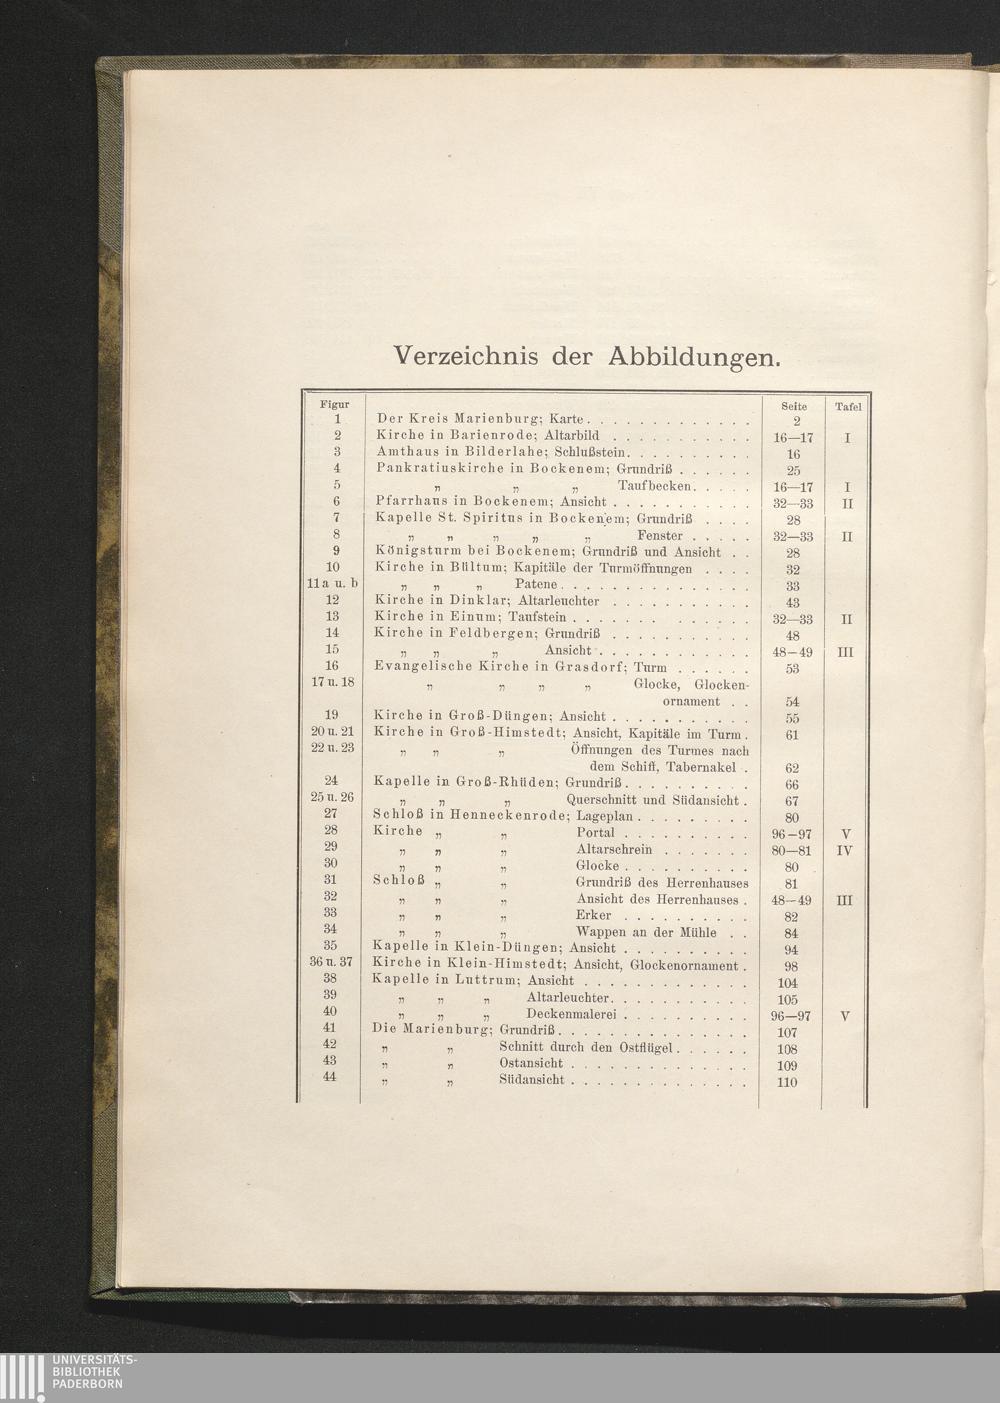 Verzeichnis der Abbildungen.
Figur Seite Tafel
1 Der Kreis Marienburg; Karte . . . . . . . . . . . . . 2
2 Kirche in Barienrode; Altarbild . . . . . . . . . . . 16—17 I
3 Amthaus in Bilderlahe; Schlußstein . . . . . . . . . . 16
4 Pankratiuskirche in Bockenem; Grundriß . . . . . . 25
5 „ „ „ Taufbecken . . . . . 16—17 I
6 Pfarrhaus in Bockenem; Ansicht . . . . . . . . . . . 32—33 II
7 Kapelle St. Spiritus in Bockenem; Grundriß . . . . 28
8 „ „ „ „ „ Fenster . . . . . 32—33 II
9 Königsturm bei Bockenem; Grundriß und Ansicht . . 28
10 Kirche in Bültum; Kapitäle der Turmöffnungen . . . . 32
11 a u. b „ „ „ Patene . . . . . . . . . . . . . . . 33
12 Kirche in Dinklar; Altarleuchter . . . . . . . . . . . 43
13 Kirche in Einum; Taufstein . . . . . . . . . . . . . 32—33 II
14 Kirche in Feldbergen; Grundriß . . . . . . . . . . . 48
15 „ „ „ Ansicht . . . . . . . . . . . . 48—49 III
16 Evangelische Kirche in Grasdorf; Turm . . . . . . 53
17 u. 18 „ „ „ „ Glocke, Glocken-
ornament . . 54
19 Kirche in Groß-Düngen; Ansicht . . . . . . . . . . . 55
20 u. 21 Kirche in Groß-Himstedt; Ansicht, Kapitäle im Turm . 61
22 u. 23 „ „ „ Öffnungen des Turmes nach
dem Schiff, Tabernakel . 62
24 Kapelle in Groß-Rhüden; Grundriß . . . . . . . . . . 66
25 u. 26 „ „ „ Querschnitt und Südansicht . 67
27 Schloß in Henneckenrode; Lageplan . . . . . . . . . 80
28 Kirche „ „ Portal . . . . . . . . . . 96—97 V
29 „ „ „ Altarschrein . . . . . . . 80—81 IV
30 „ „ „ Glocke . . . . . . . . . . 80
31 Schloß „ „ Grundriß des Herrenhauses 81
32 „ „ „ Ansicht des Herrenhauses . 48—49 III
33 „ „ „ Erker . . . . . . . . . . 82
34 „ „ „ Wappen an der Mühle . . 84
35 Kapelle in Klein-Düngen; Ansicht . . . . . . . . . . 94
36 u. 37 Kirche in Klein-Himstedt; Ansicht, Glockenornament . 98
38 Kapelle in Luttrum; Ansicht . . . . . . . . . . . . . 104
39 „ „ „ Altarleuchter . . . . . . . . . . . 105
40 „ „ „ Deckenmalerei . . . . . . . . . . 96—97 V
41 Die Marienburg; Grundriß . . . . . . . . . . . . . . . 107
42 „ „ Schnitt durch den Ostflügel . . . . . . 108
43 „ „ Ostansicht . . . . . . . . . . . . . . 109
44 „ „ Südansicht . . . . . . . . . . . . . . 110
UNIVERSITÄTS-
BIBLIOTHEK
PADERBORN